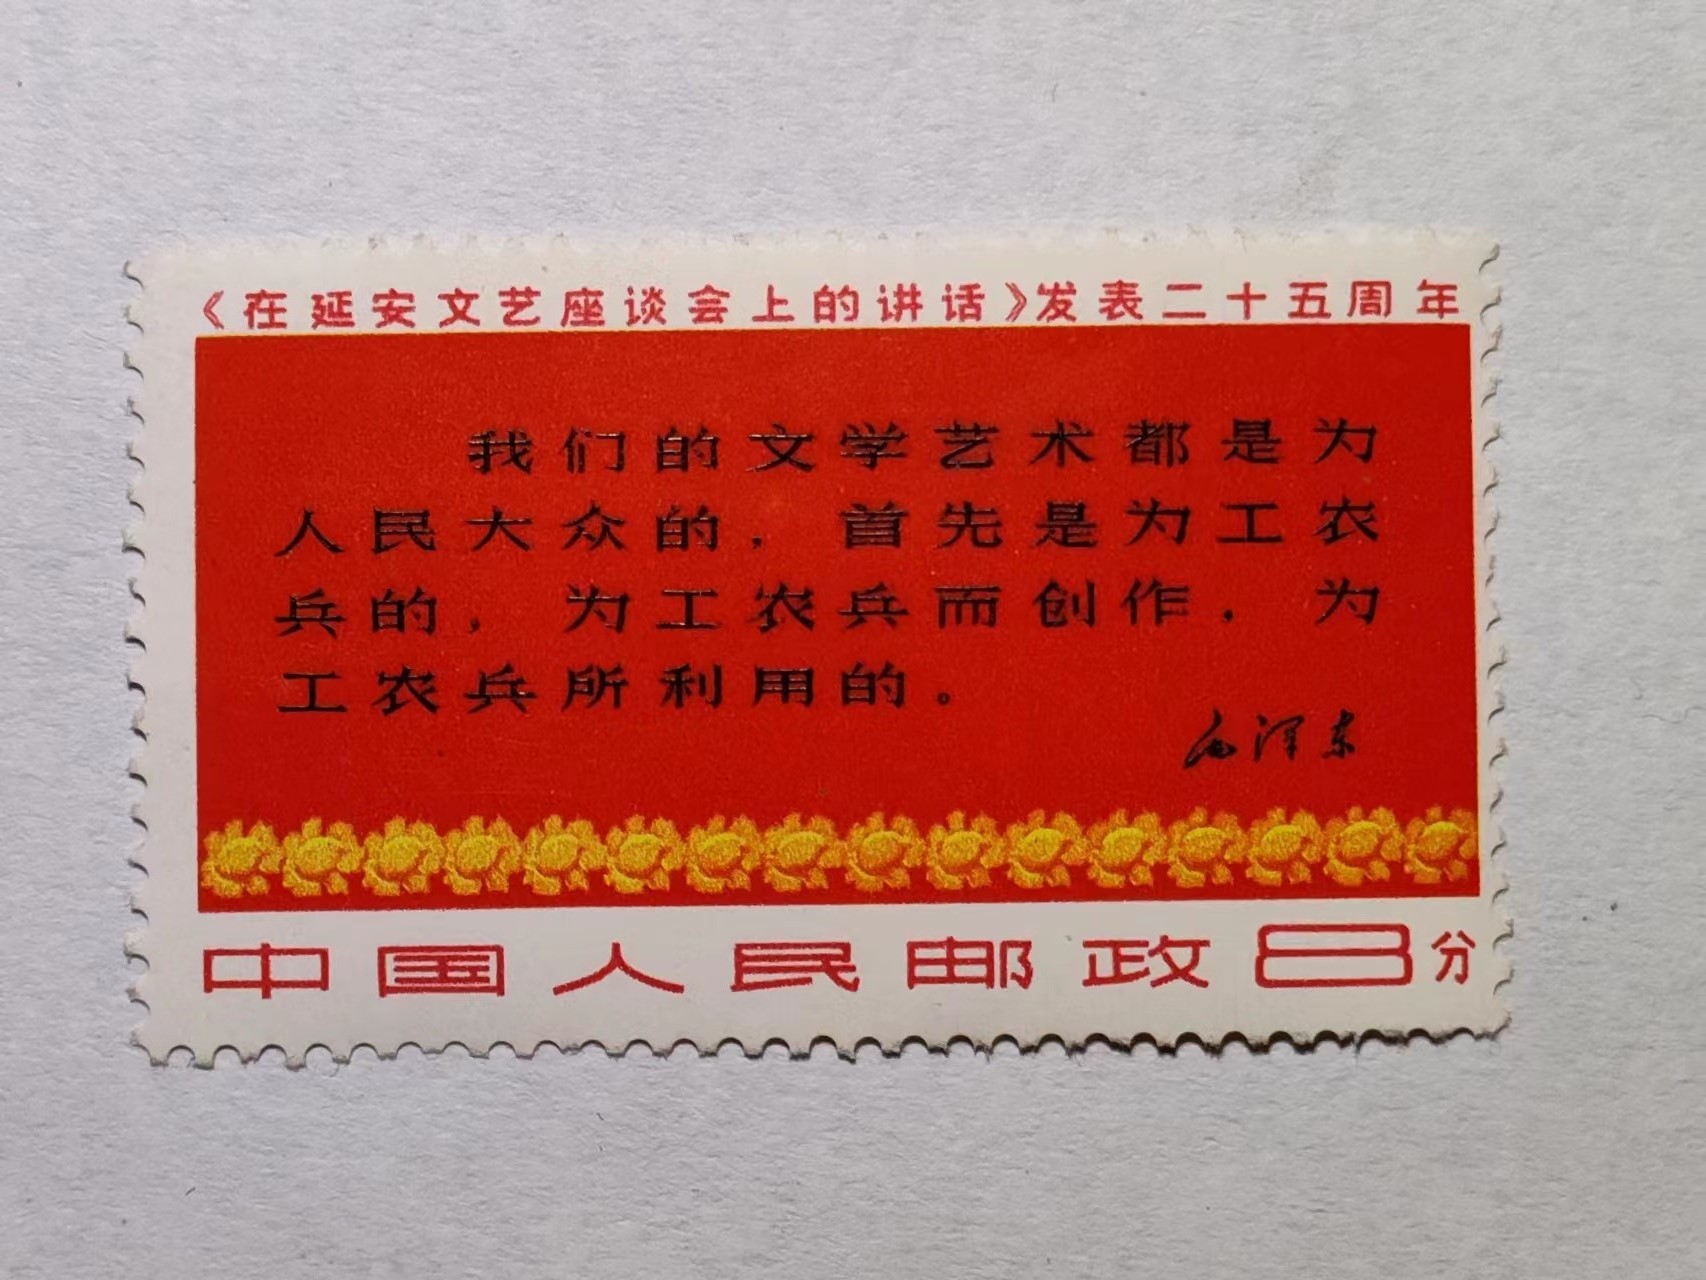 《在延安文艺座谈会上的讲话》发表二十五周年
我们的文学艺术都是为
人民大众的，首先是为工农
兵的，为工农兵而创作，为
工农兵所利用的。
毛泽东
中国人民邮政8分